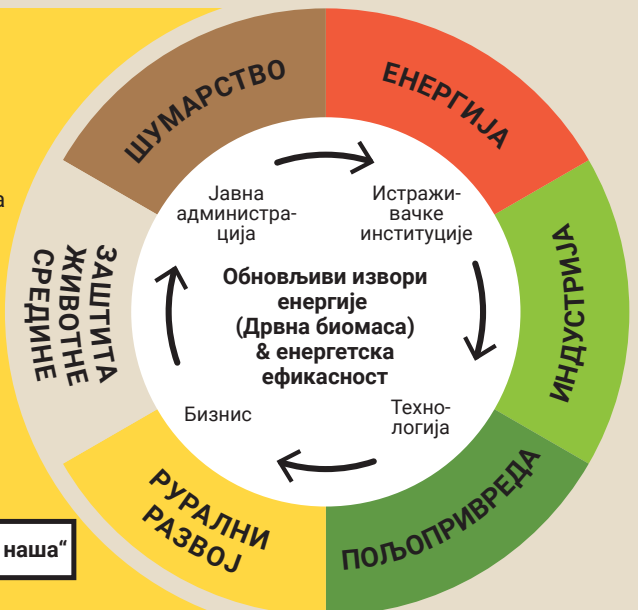 ШУМАРСТВО
ЕНЕРГИЈА
ИНДУСТРИЈА
ПОЉОПРИВРЕДА
РУРАЛНИ
РАЗВОЈ
ЗАШТИТА
ЖИВОТНЕ
СРЕДИНЕ
Јавна
администра-
ција
Истражи-
вачке
институције
Обновљиви извори
енергије
(Дрвна биомаса)
& енергетска
ефикасност
Бизнис
Техно-
логија
а
наша“